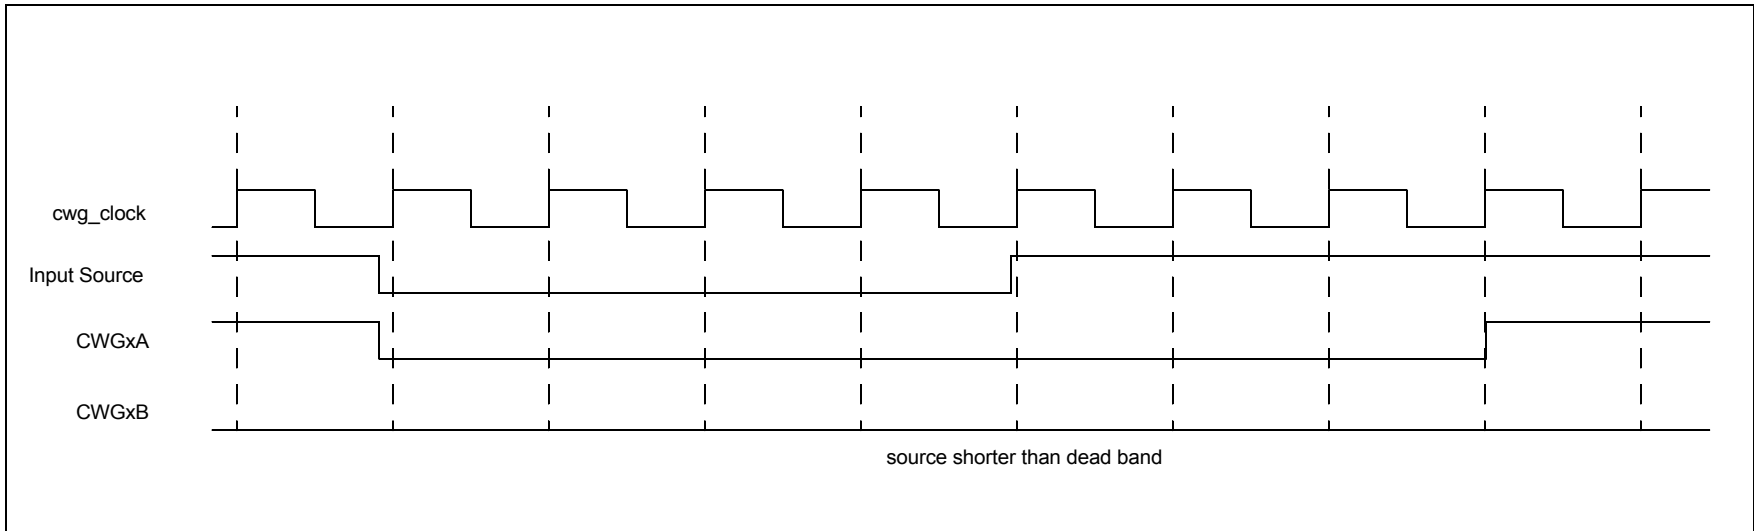 cwg_clock
Input Source
CWGxA
CWGxB
source shorter than dead band